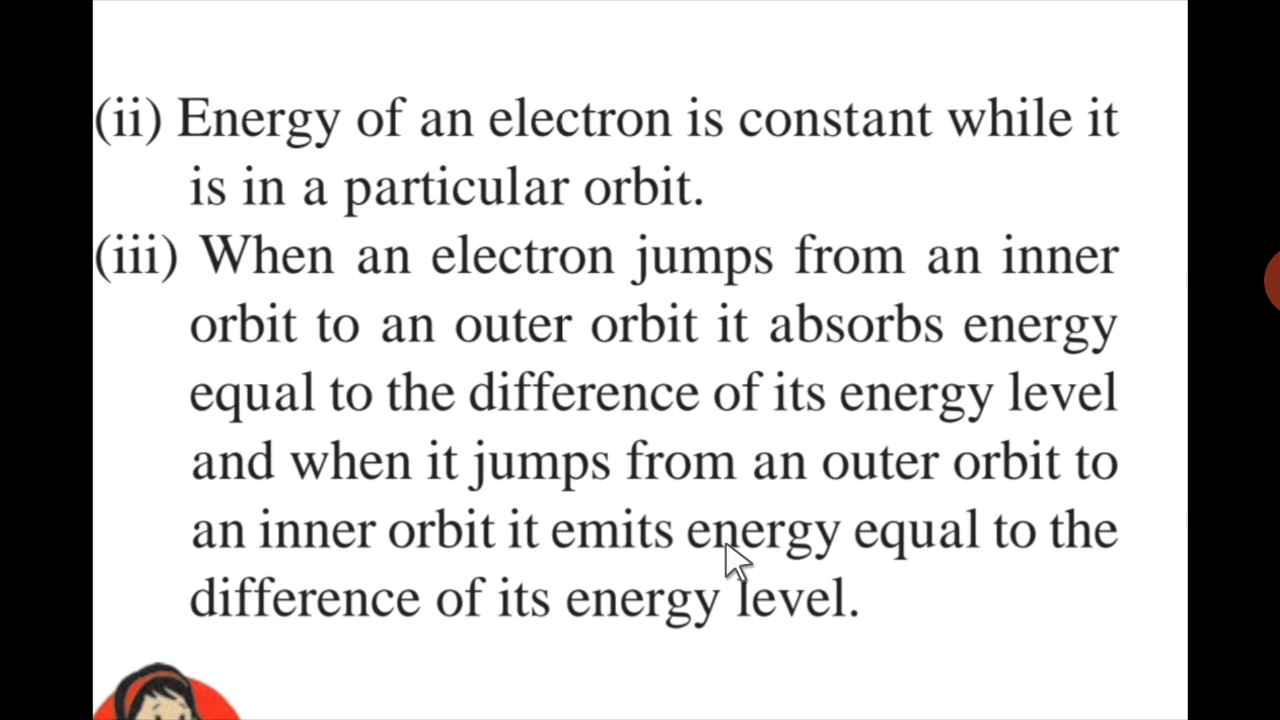 (ii) Energy of an electron is constant while it
is in a particular orbit.
(iii) When an electron jumps from an inner
orbit to an outer orbit it absorbs energy
equal to the difference of its energy level
and when it jumps from an outer orbit to
an inner orbit it emits energy equal to the
difference of its energy level.